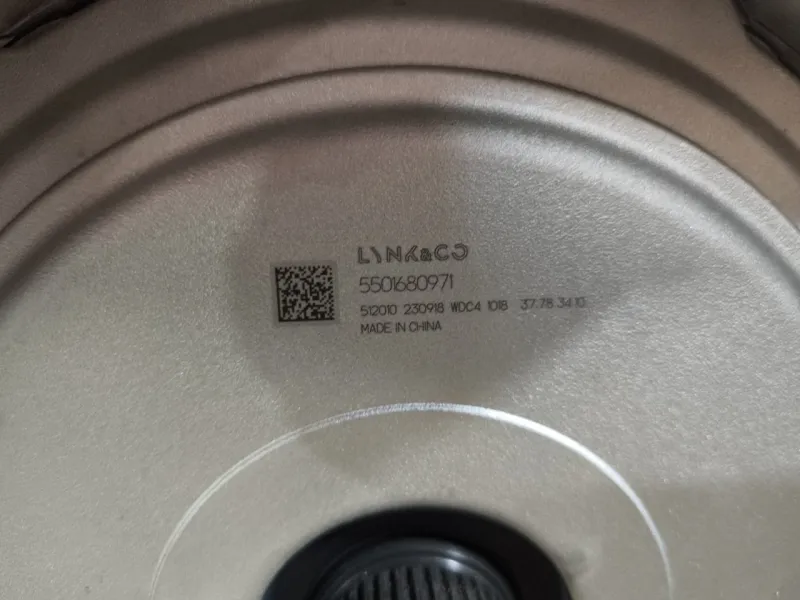 LYNK&CO
5501680971
512010 230918 WDC4 1018 37.78 34.10
MADE IN CHINA